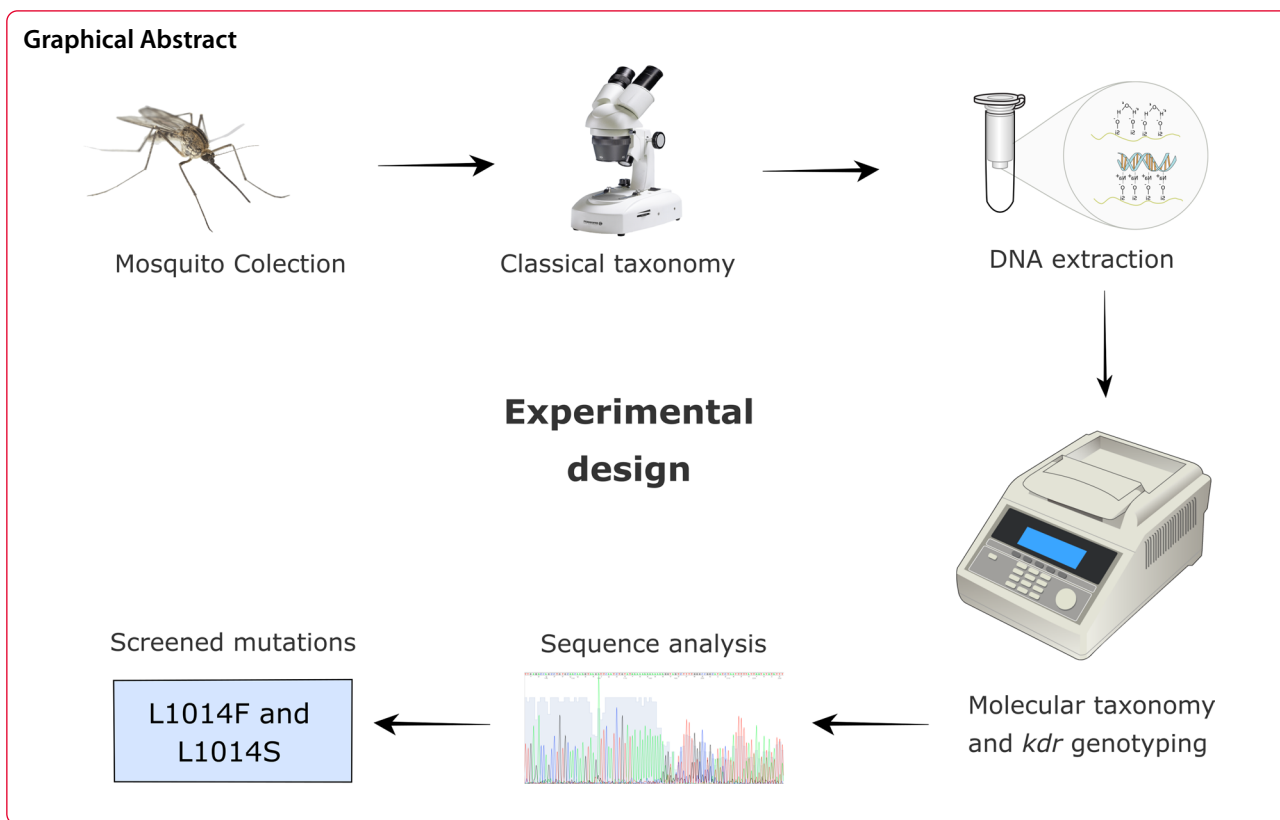 Graphical Abstract
Mosquito Colection
Classical taxonomy
DNA extraction
Experimental
design
Molecular taxonomy
and kdr genotyping
Sequence analysis
Screened mutations
L1014F and
L1014S